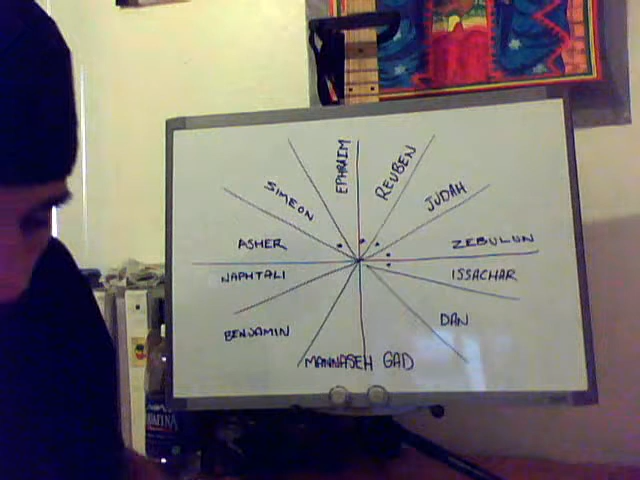 EPHRAIM
REUBEN
SIMEON
JUDAH
ASHER
ZEBULUN
NAPHTALI
ISSACHAR
BENJAMIN
DAN
MANNASEH
GAD